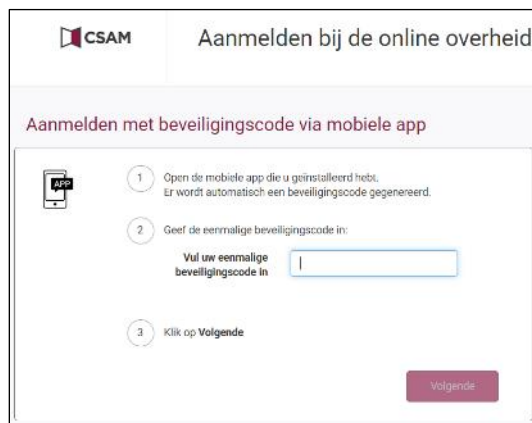 CSAM
Aanmelden bij de online overheid
Aanmelden met beveiligingscode via mobiele app
APP
1 Open de mobiele app die u geïnstalleerd hebt.
Er wordt automatisch een beveiligingscode gegenereerd.
2 Geef de eenmalige beveiligingscode in:
Vul uw eenmalige
beveiligingscode in
3 Klik op Volgende
Volgende